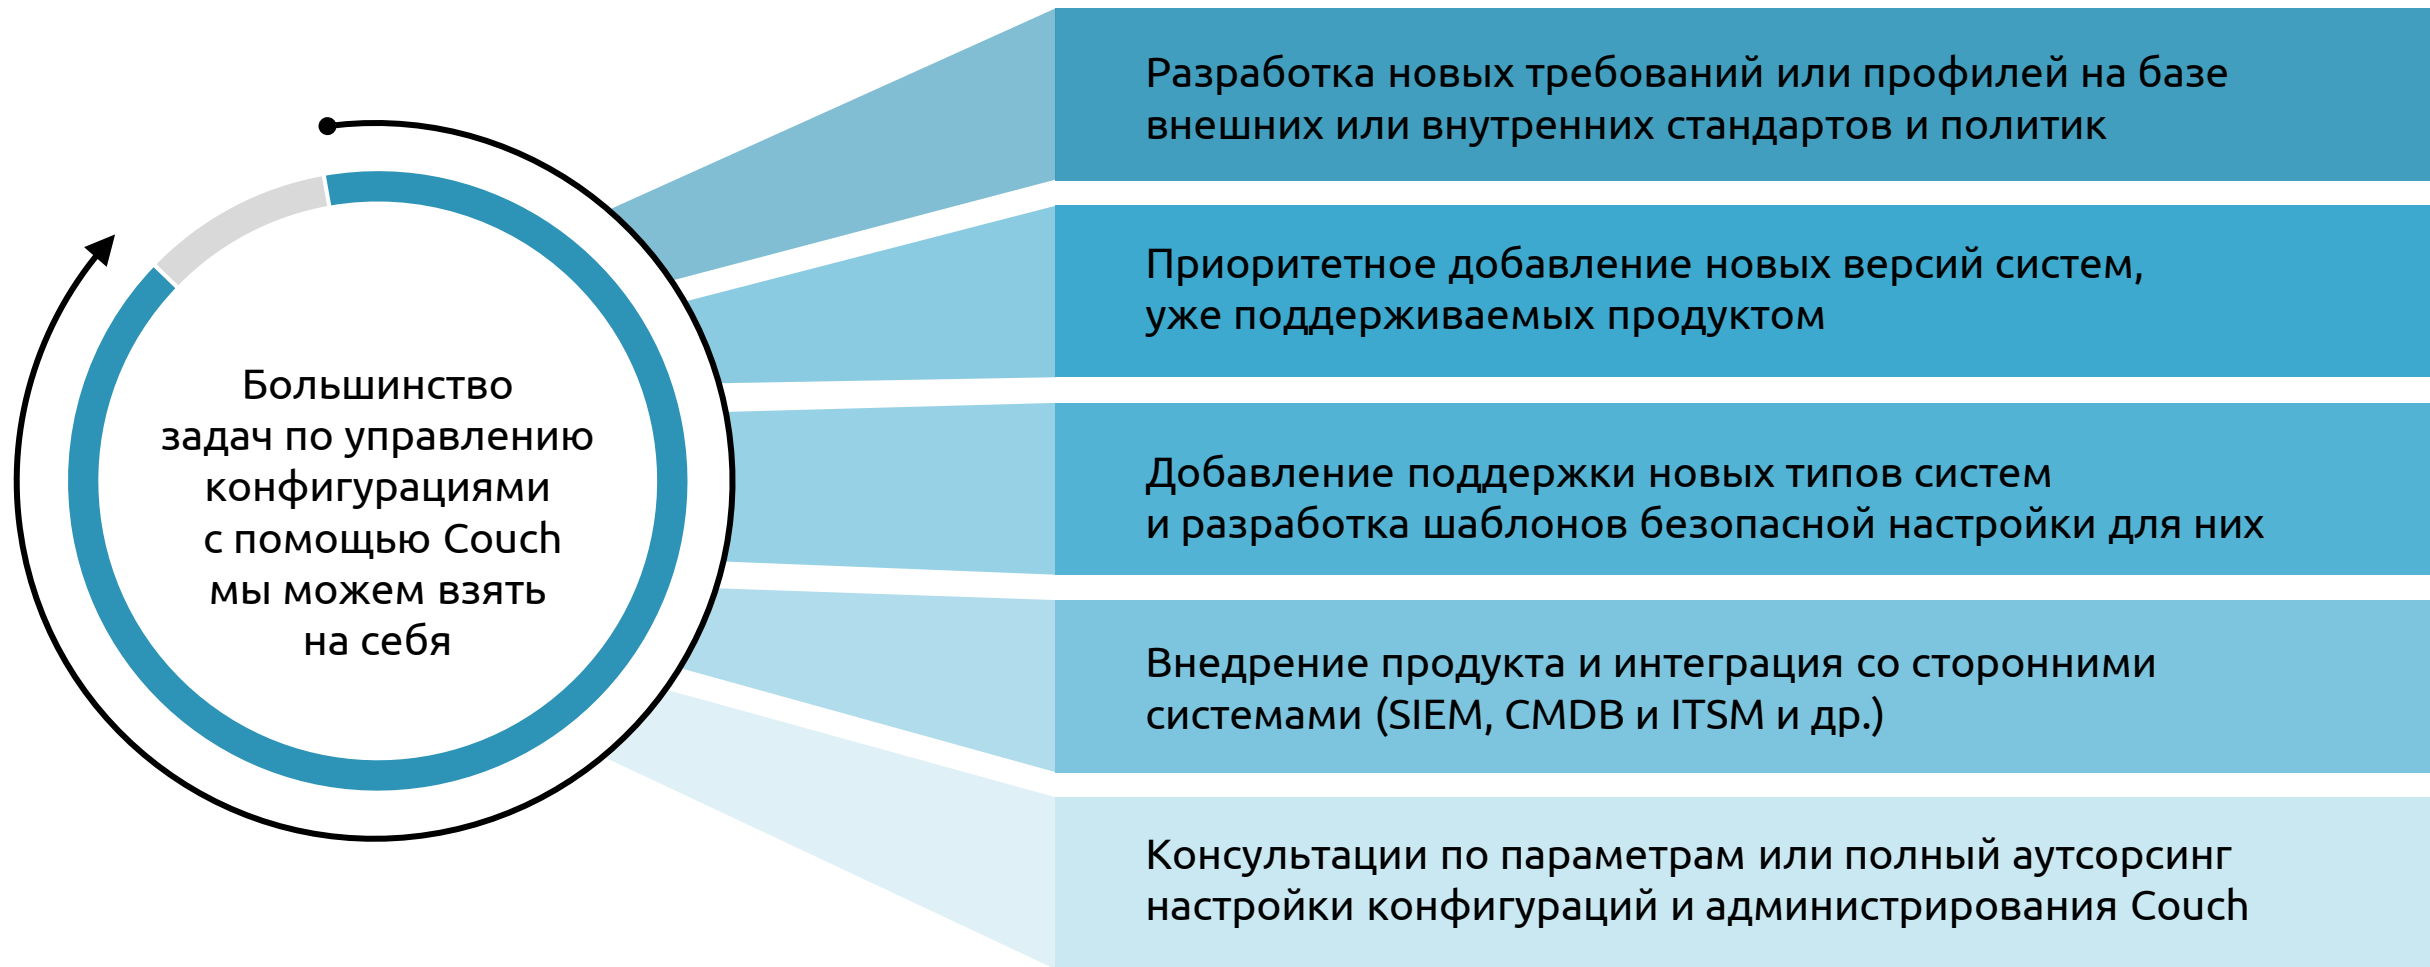 Большинство
задач по управлению
конфигурациями
с помощью Couch
мы можем взять
на себя
Разработка новых требований или профилей на базе
внешних или внутренних стандартов и политик
Приоритетное добавление новых версий систем,
уже поддерживаемых продуктом
Добавление поддержки новых типов систем
и разработка шаблонов безопасной настройки для них
Внедрение продукта и интеграция со сторонними
системами (SIEM, CMDB и ITSM и др.)
Консультации по параметрам или полный аутсорсинг
настройки конфигураций и администрирования Couch